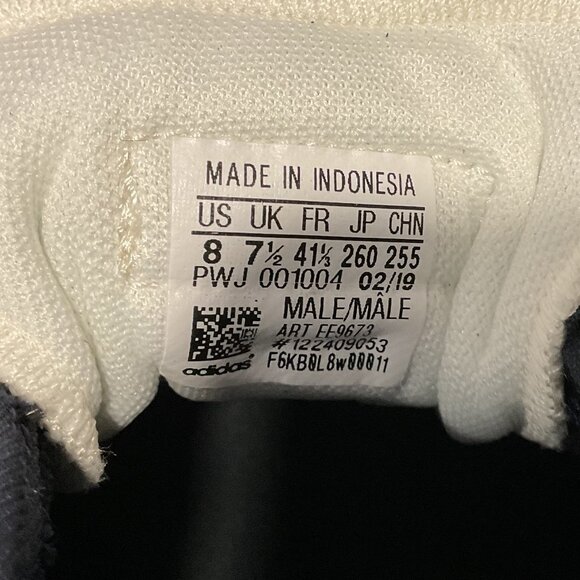 MADE IN INDONESIA
US UK FR JP CHN
8 7½ 41⅓ 260 255
PWJ 001004 02/19
MALE/MÂLE
ART EF9673
#122409053
adidas F6KB0L8w00011